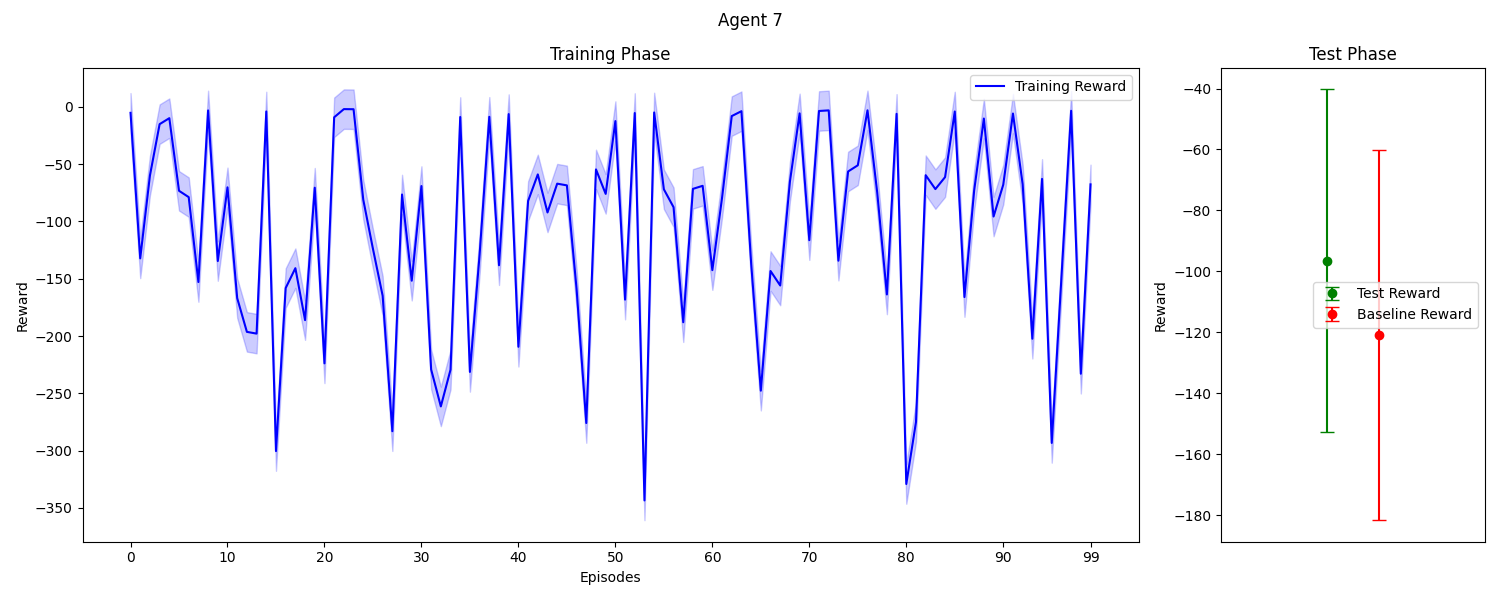 Agent 7
Training Phase
Training Reward
Reward
0
−50
−100
−150
−200
−250
−300
−350
0 10 20 30 40 50 60 70 80 90 99
Episodes
Test Phase
Reward
−40
−60
−80
−100
−120
−140
−160
−180
Test Reward
Baseline Reward